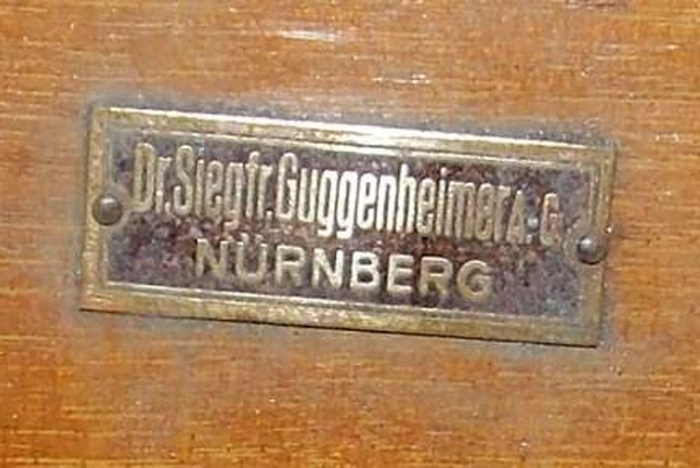 Dr. Siegfr. Guggenheimer A. G.
NÜRNBERG